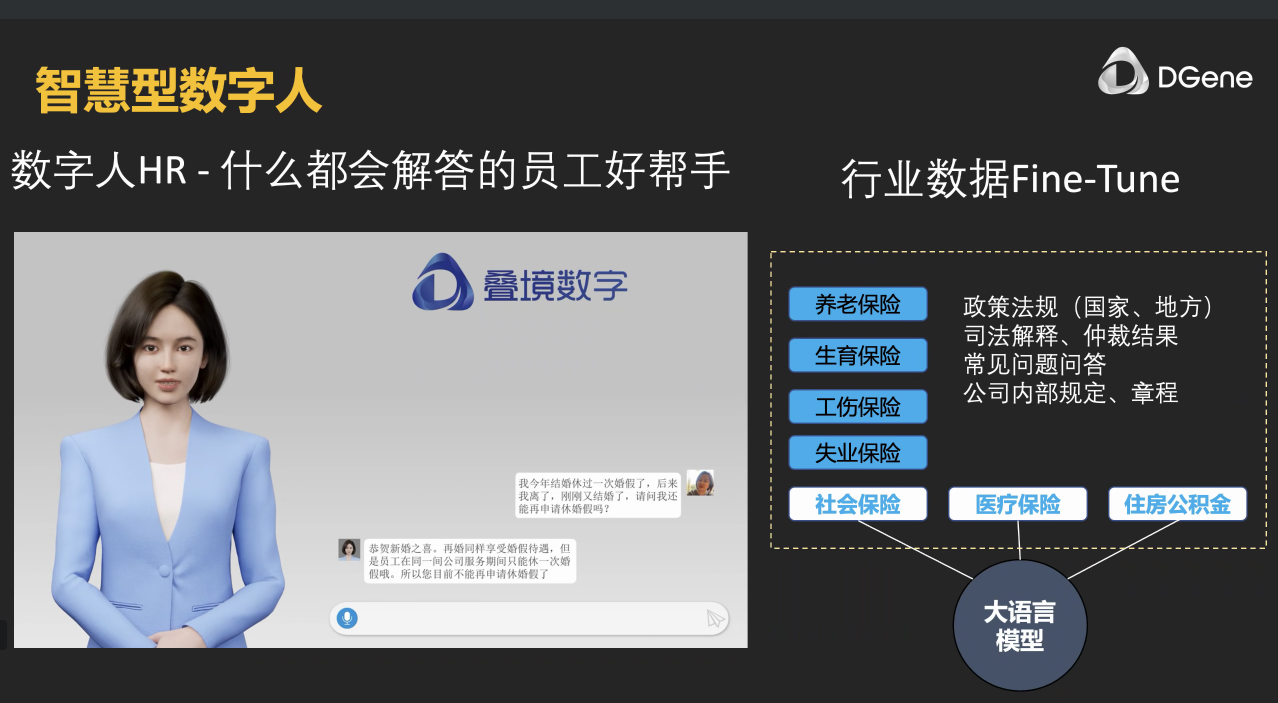 智慧型数字人
DGene
数字人HR - 什么都会解答的员工好帮手
行业数据Fine-Tune
叠境数字
我今年结婚休过一次婚假了，后来
我离了，刚刚又结婚了，请问我还
能再申请休婚假吗？
恭贺新婚之喜。再婚同样享受婚假待遇，但
是员工在同一间公司服务期间只能休一次婚
假哦。所以您目前不能再申请休婚假了
养老保险
生育保险
工伤保险
失业保险
政策法规（国家、地方）
司法解释、仲裁结果
常见问题问答
公司内部规定、章程
社会保险
医疗保险
住房公积金
大语言
模型